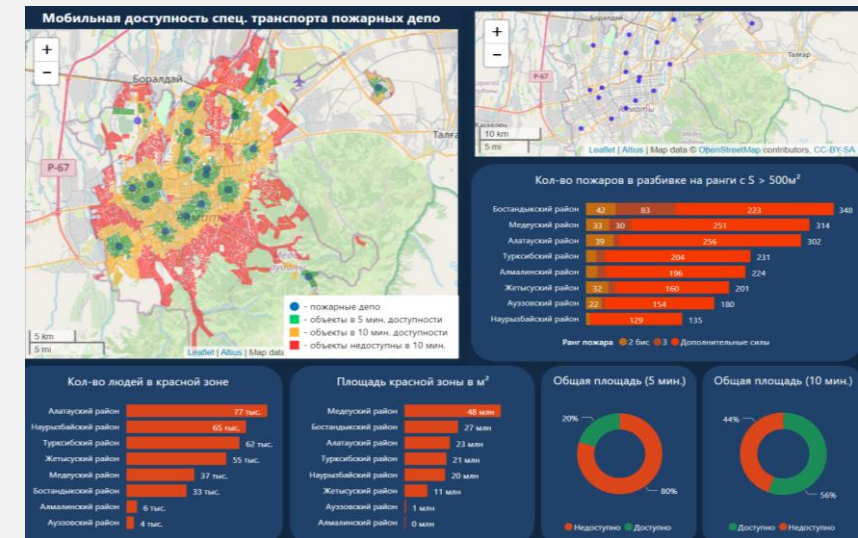 Мобильная доступность спец. транспорта пожарных депо
+
−
Боралдай
Р-67
Талғар
Алматы
Медеу ауданы
- пожарные депо
- объекты в 5 мин. доступности
- объекты в 10 мин. доступности
- объекты недоступны в 10 мин.
5 km
5 mi
Leaflet | Altius | Map data
+
−
Боралдай
Талғар
Р-67
Алматы
Қаскелең
10 km
5 mi
Leaflet | Altius | Map data © OpenStreetMap contributors, CC-BY-SA
Кол-во пожаров в разбивке на ранги с S > 500м²
Бостандыкский район 42 83 223 348
Медеуский район 33 30 251 314
Алатауский район 39 256 302
Турксибский район 204 231
Алмалинский район 196 224
Жетысуский район 32 160 201
Ауэзовский район 22 154 180
Наурызбайский район 129 135
Ранг пожара 2 бис 3 Дополнительные силы
Кол-во людей в красной зоне
Алатауский район 77 тыс.
Наурызбайский район 65 тыс.
Турксибский район 62 тыс.
Жетысуский район 55 тыс.
Медеуский район 37 тыс.
Бостандыкский район 33 тыс.
Алмалинский район 6 тыс.
Ауэзовский район 4 тыс.
Площадь красной зоны в м²
Медеуский район 48 млн
Бостандыкский район 27 млн
Алатауский район 23 млн
Турксибский район 21 млн
Наурызбайский район 20 млн
Жетысуский район 11 млн
Ауэзовский район 1 млн
Алмалинский район 0 млн
Общая площадь (5 мин.)
20%
80%
Недоступно Доступно
Общая площадь (10 мин.)
44%
56%
Доступно Недоступно